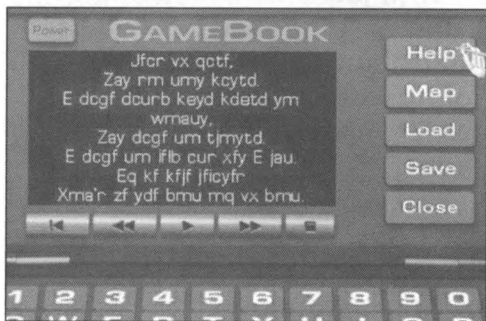 Power
GAMEBOOK
Jfcr vx qctf,
Zay rm umy kcytd.
E dcgf dcurb keyd kdetd ym
wmauy,
Zay dcgf um tjmytd.
E dcgf um lflb cur xfy E jau.
Eq kf kfjf jficyfr
Xma'r zf ydf bmu mq vx bmu.
Help
Map
Load
Save
Close
1 2 3 4 5 6 7 8 9 0